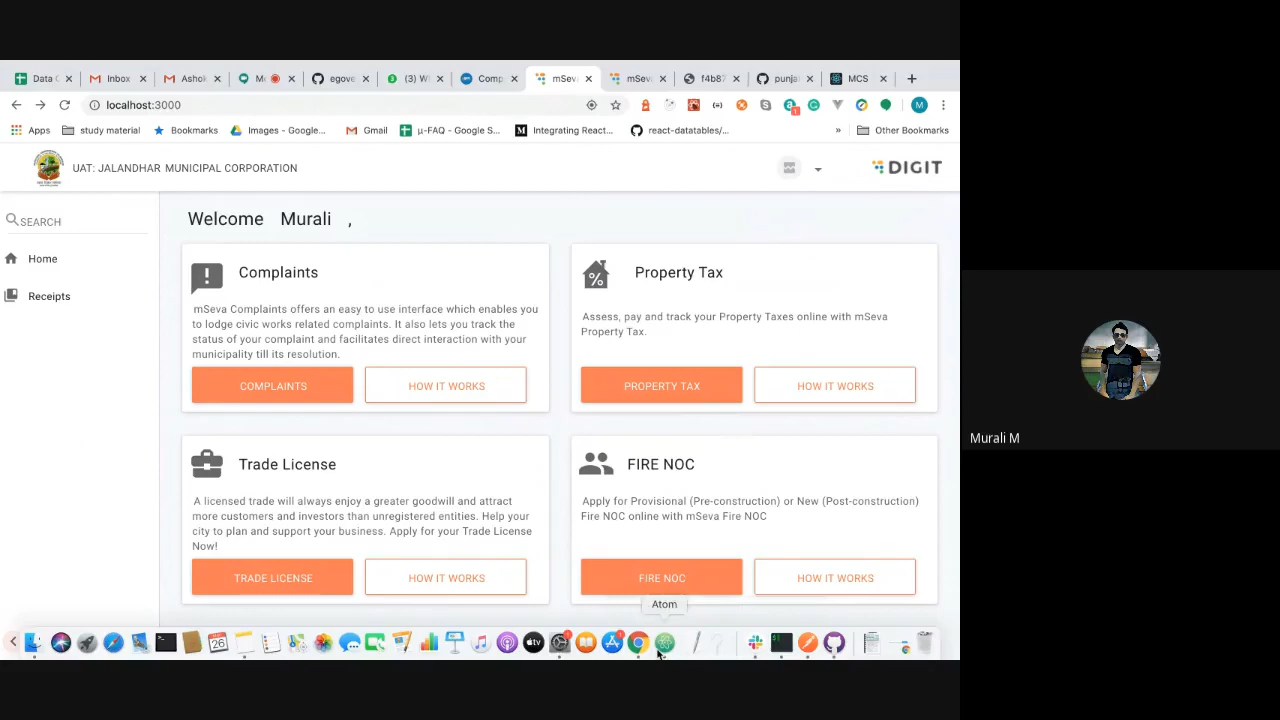 Data
Inbox
Ashok
Me
egove
(3) W
Comp
mSeva
mSev
f4b87
punja
MCS
localhost:3000
M
1
Apps
study material
Bookmarks
Images - Google...
Gmail
μ-FAQ - Google S...
Integrating React...
react-datatables/...
»
Other Bookmarks
UAT: JALANDHAR MUNICIPAL CORPORATION
DIGIT
SEARCH
Home
Receipts
Welcome Murali ,
Complaints
mSeva Complaints offers an easy to use interface which enables you
to lodge civic works related complaints. It also lets you track the
status of your complaint and facilitates direct interaction with your
municipality till its resolution.
COMPLAINTS
HOW IT WORKS
Property Tax
Assess, pay and track your Property Taxes online with mSeva
Property Tax.
PROPERTY TAX
HOW IT WORKS
Trade License
A licensed trade will always enjoy a greater goodwill and attract
more customers and investors than unregistered entities. Help your
city to plan and support your business. Apply for your Trade License
Now!
TRADE LICENSE
HOW IT WORKS
FIRE NOC
Apply for Provisional (Pre-construction) or New (Post-construction)
Fire NOC online with mSeva Fire NOC
FIRE NOC
HOW IT WORKS
Atom
26
tv
Murali M